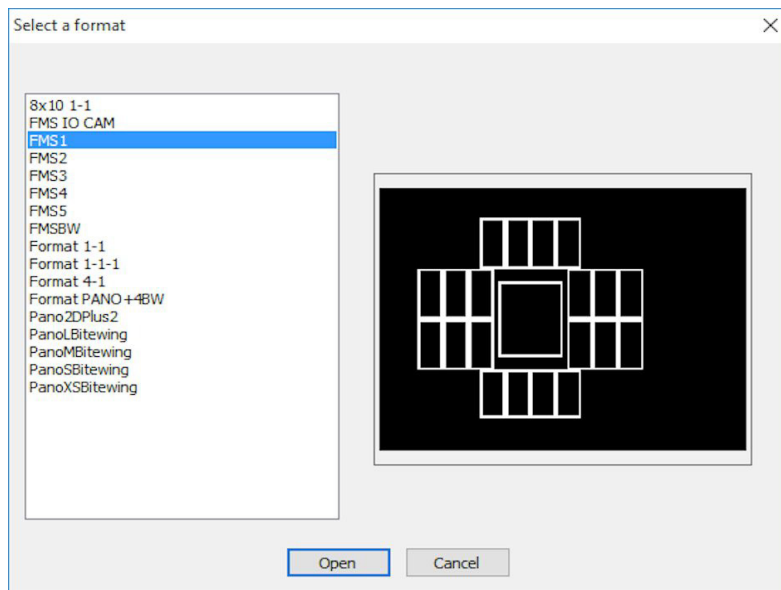 Select a format
8x10 1-1
FMS IO CAM
FMS1
FMS2
FMS3
FMS4
FMS5
FMSBW
Format 1-1
Format 1-1-1
Format 4-1
Format PANO+4BW
Pano2DPlus2
PanoLBitewing
PanoMBitewing
PanoSBitewing
PanoXSBitewing
Open
Cancel